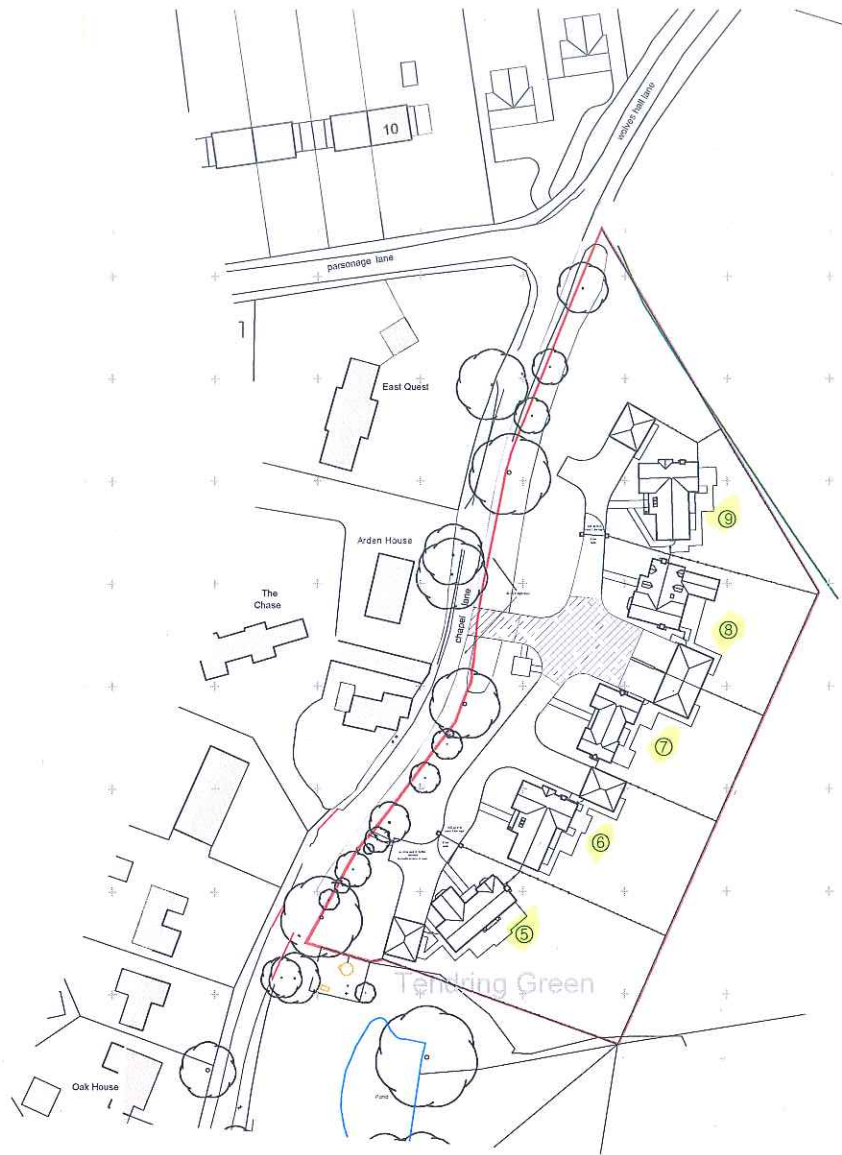 10
wolves hall lane
parsonage lane
1
East Quest
⑨
Arden House
The
Chase
chapel lane
⑧
⑦
⑥
⑤
Tendring Green
Oak House
Pond